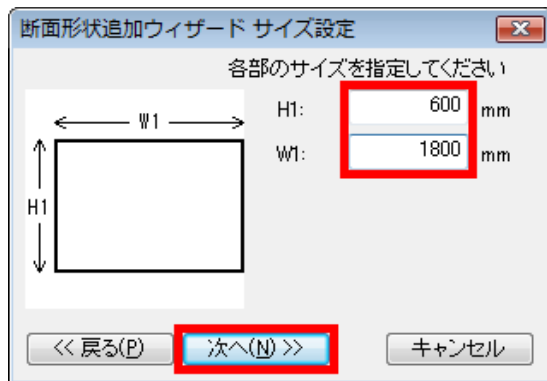 断面形状追加ウィザード サイズ設定
各部のサイズを指定してください
W1
H1
H1: 600 mm
W1: 1800 mm
<< 戻る(P) 次へ(N) >> キャンセル